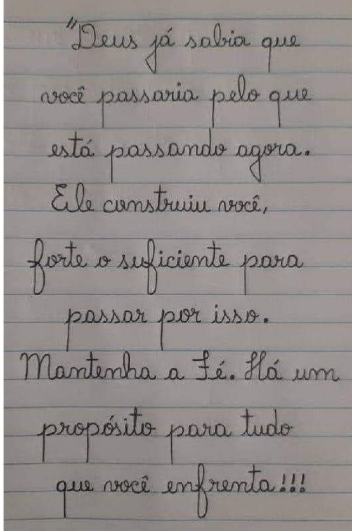 "Deus já sabia que
você passaria pelo que
está passando agora.
Ele construiu você,
forte o suficiente para
passar por isso.
Mantenha a Fé. Há um
propósito para tudo
que você enfrenta!!!